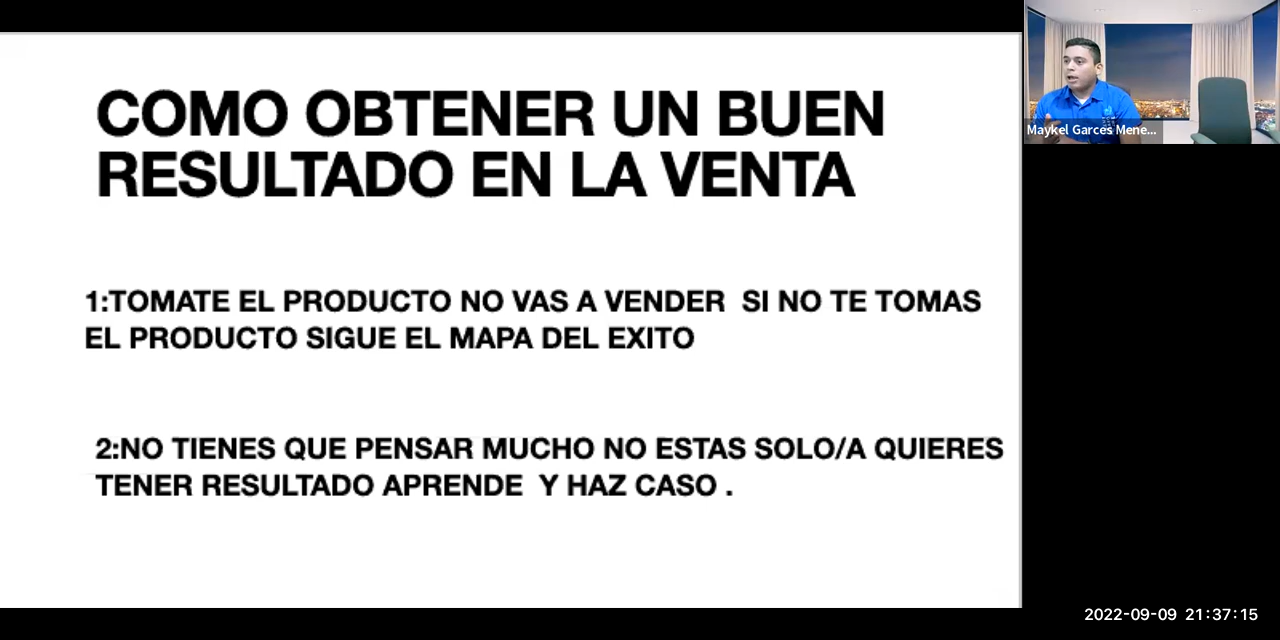 COMO OBTENER UN BUEN
RESULTADO EN LA VENTA
1:TOMATE EL PRODUCTO NO VAS A VENDER  SI NO TE TOMAS
EL PRODUCTO SIGUE EL MAPA DEL EXITO
2:NO TIENES QUE PENSAR MUCHO NO ESTAS SOLO/A QUIERES
TENER RESULTADO APRENDE  Y HAZ CASO .
Maykel Garces Mene...
2022-09-09 21:37:15